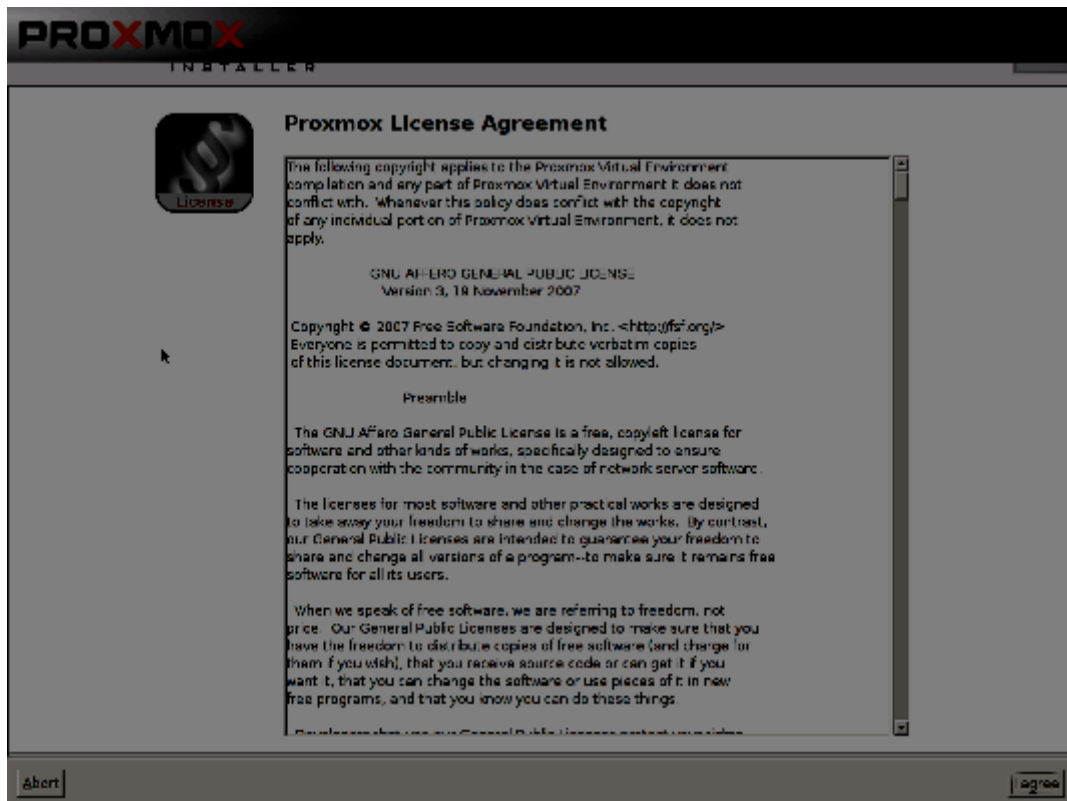 PROXMOX
INSTALLER
License
Proxmox License Agreement
The following copyright applies to the Proxmox Virtual Environment
compilation and any part of Proxmox Virtual Environment it does not
conflict with. Whenever this policy does conflict with the copyright
of any individual portion of Proxmox Virtual Environment, it does not
apply.
GNU AFFERO GENERAL PUBLIC LICENSE
Version 3, 19 November 2007
Copyright © 2007 Free Software Foundation, Inc. <http://fsf.org/>
Everyone is permitted to copy and distribute verbatim copies
of this license document, but changing it is not allowed.
Preamble
The GNU Affero General Public License is a free, copyleft license for
software and other kinds of works, specifically designed to ensure
cooperation with the community in the case of network server software.
The licenses for most software and other practical works are designed
to take away your freedom to share and change the works. By contrast,
our General Public Licenses are intended to guarantee your freedom to
share and change all versions of a program--to make sure it remains free
software for all its users.
When we speak of free software, we are referring to freedom, not
price. Our General Public Licenses are designed to make sure that you
have the freedom to distribute copies of free software (and charge for
them if you wish), that you receive source code or can get it if you
want it, that you can change the software or use pieces of it in new
free programs, and that you know you can do these things.
Abort
I agree